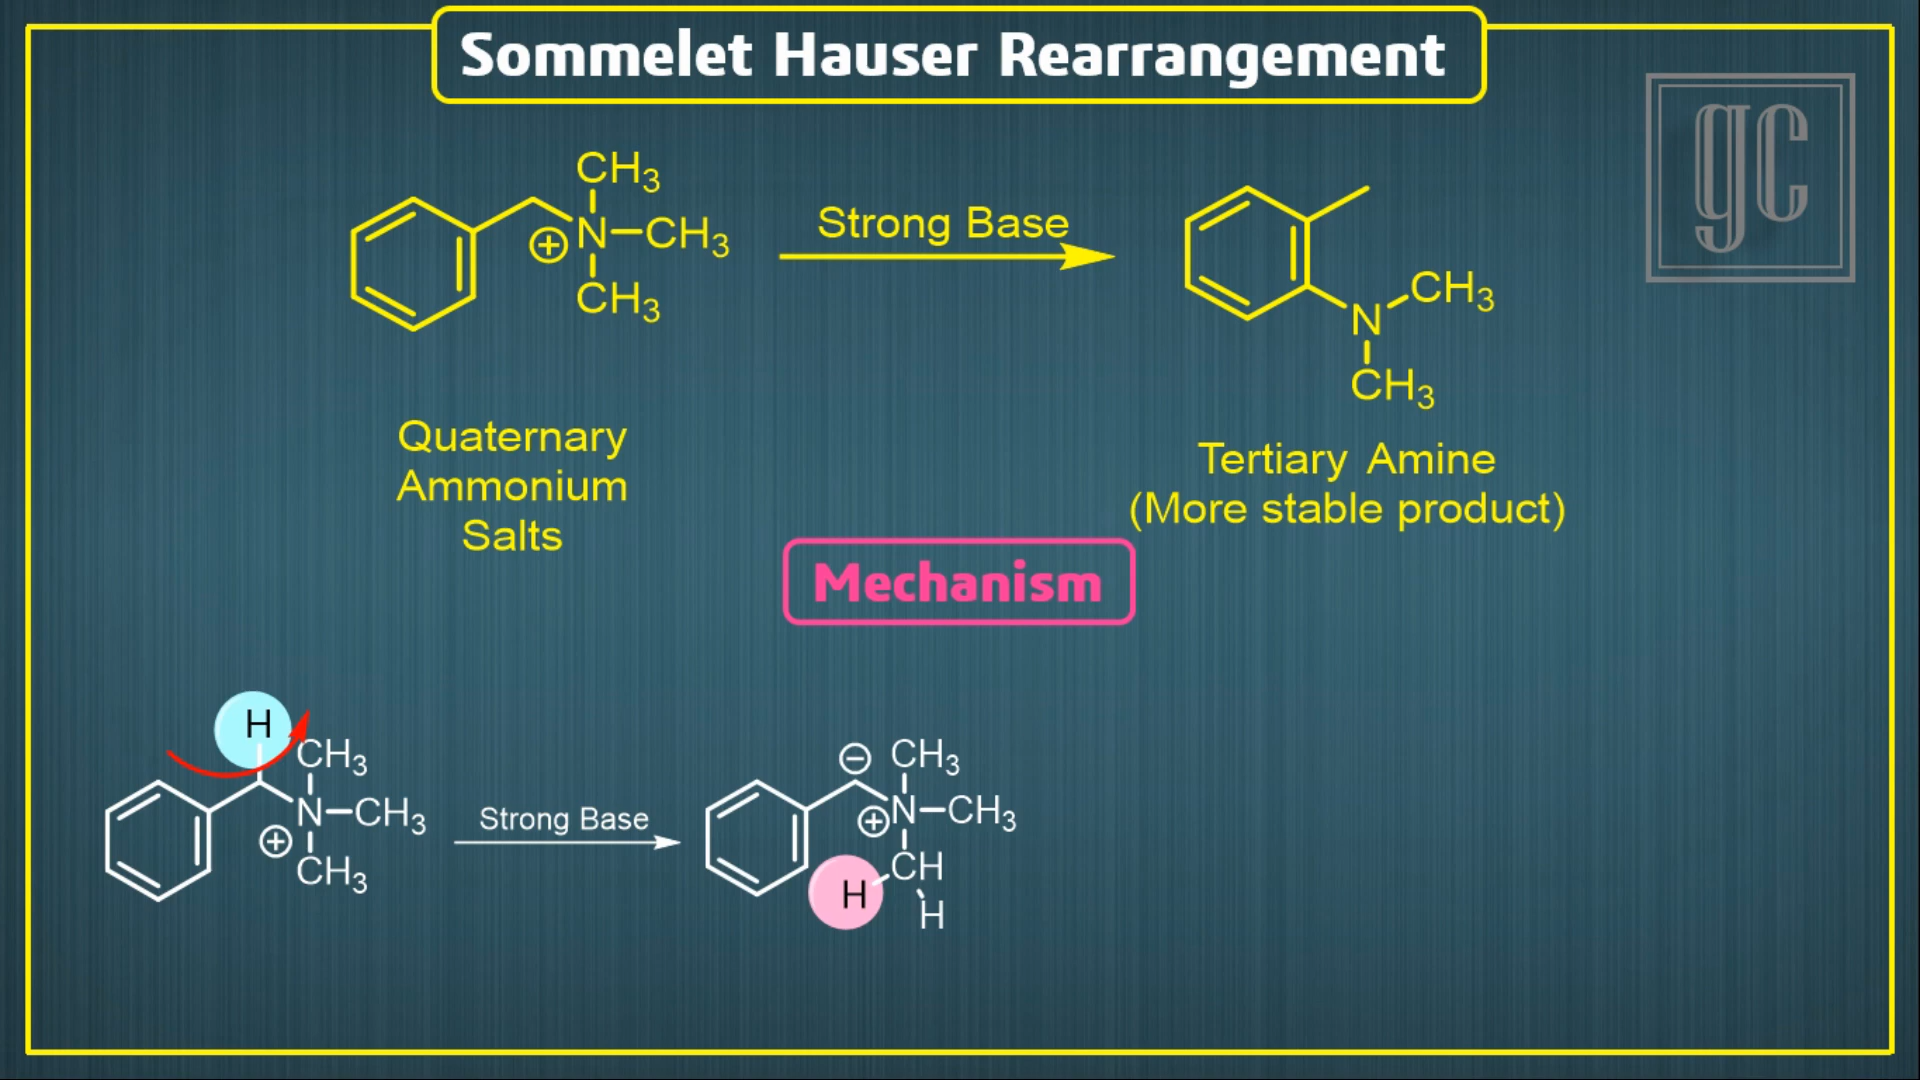 Sommelet Hauser Rearrangement
gc
CH3
N—CH3
⊕
CH3
Strong Base
CH3
N
CH3
Quaternary
Ammonium
Salts
Tertiary Amine
(More stable product)
Mechanism
H
CH3
N—CH3
⊕
CH3
Strong Base
⊖ CH3
⊕N—CH3
CH
H
H